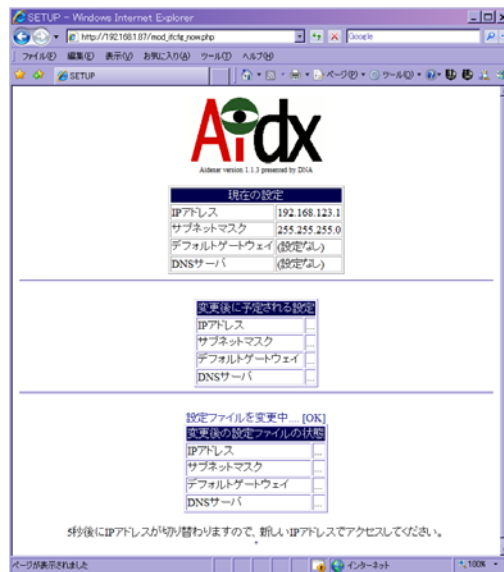 SETUP - Windows Internet Explorer
http://192.168.1.87/mod_ifcfg_now.php
Google
ファイル(F) 編集(E) 表示(V) お気に入り(A) ツール(T) ヘルプ(H)
SETUP
ページ(P) ツール(O)
Aidx
Aidener version 1.1.3 presented by DNA
現在の設定
IPアドレス 192.168.123.1
サブネットマスク 255.255.255.0
デフォルトゲートウェイ (設定なし)
DNSサーバ (設定なし)
変更後に予定される設定
IPアドレス ...
サブネットマスク ...
デフォルトゲートウェイ ...
DNSサーバ ...
設定ファイルを変更中.... [OK]
変更後の設定ファイルの状態
IPアドレス ...
サブネットマスク ...
デフォルトゲートウェイ ...
DNSサーバ ...
5秒後にIPアドレスが切り替わりますので、新しいIPアドレスでアクセスしてください。
ページが表示されました
インターネット
100%